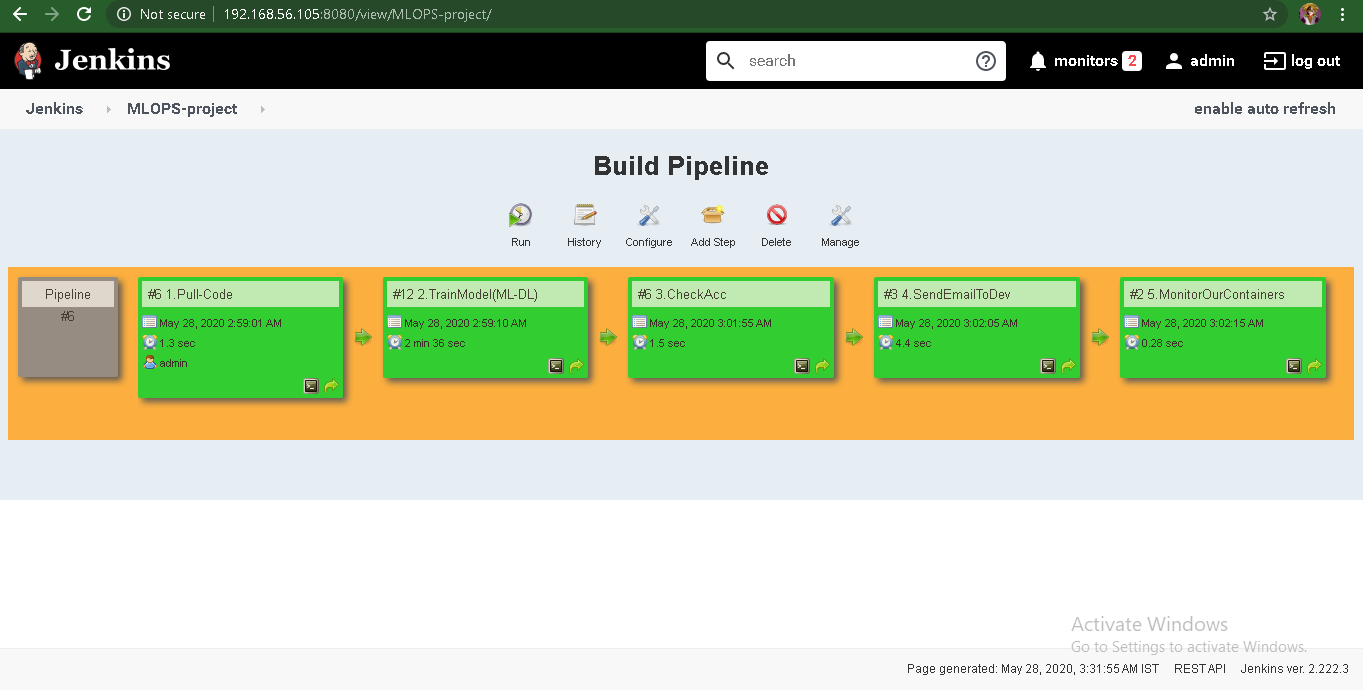 Not secure 192.168.56.105:8080/view/MLOPS-project/
Jenkins search monitors 2 admin log out
Jenkins MLOPS-project enable auto refresh
Build Pipeline
Run History Configure Add Step Delete Manage
Pipeline
#6
#6 1.Pull-Code
May 28, 2020 2:59:01 AM
1.3 sec
admin
#12 2.TrainModel(ML-DL)
May 28, 2020 2:59:10 AM
2 min 36 sec
#6 3.CheckAcc
May 28, 2020 3:01:55 AM
1.5 sec
#3 4.SendEmailToDev
May 28, 2020 3:02:05 AM
4.4 sec
#2 5.MonitorOurContainers
May 28, 2020 3:02:15 AM
0.28 sec
Activate Windows
Go to Settings to activate Windows.
Page generated: May 28, 2020, 3:31:55 AM IST REST API Jenkins ver. 2.222.3